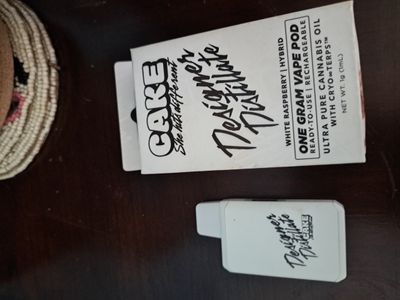 CAKE
She hits different
Designer
Distillate
WHITE RASPBERRY | HYBRID
ONE GRAM VAPE POD
READY-TO-USE | RECHARGEABLE
ULTRA PURE CANNABIS OIL
WITH CRYO-TERPS™
NET WT. 1g (1mL)
Designer
Distillate
CAKE